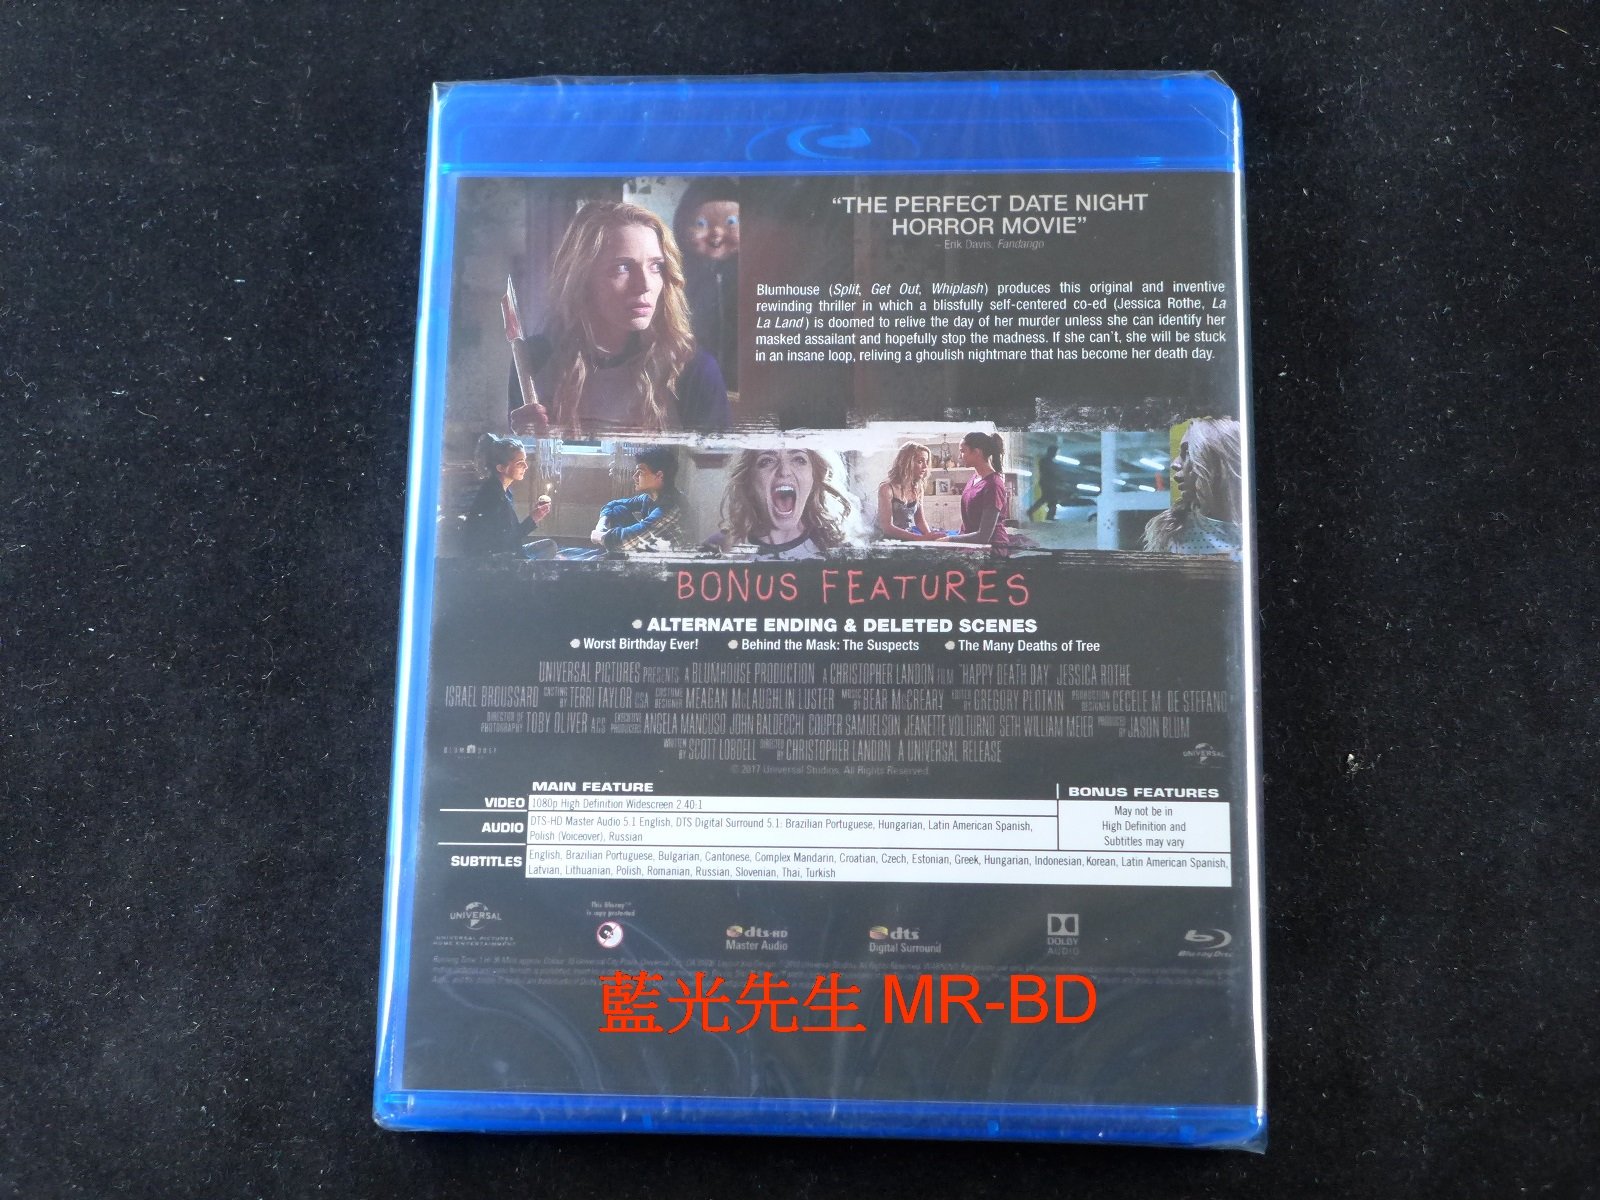 “THE PERFECT DATE NIGHT
HORROR MOVIE”
– Erik Davis, Fandango
Blumhouse (Split, Get Out, Whiplash) produces this original and inventive
rewinding thriller in which a blissfully self-centered co-ed (Jessica Rothe, La
La Land) is doomed to relive the day of her murder unless she can identify her
masked assailant and hopefully stop the madness. If she can't, she will be stuck
in an insane loop, reliving a ghoulish nightmare that has become her death day.
BONUS FEATURES
• ALTERNATE ENDING & DELETED SCENES
• Worst Birthday Ever! • Behind the Mask: The Suspects • The Many Deaths of Tree
UNIVERSAL PICTURES PRESENTS A BLUMHOUSE PRODUCTION A CHRISTOPHER LANDON FILM "HAPPY DEATH DAY" JESSICA ROTHE
ISRAEL BROUSSARD CASTING BY TERRI TAYLOR CSA COSTUME DESIGNER MEAGAN McLAUGHLIN LUSTER MUSIC BY BEAR McCREARY EDITED BY GREGORY PLOTKIN PRODUCTION DESIGNER CECELE M. DE STEFANO
DIRECTOR OF PHOTOGRAPHY TOBY OLIVER ACS EXECUTIVE PRODUCERS ANGELA MANCUSO JOHN BALDECCHI COUPER SAMUELSON JEANETTE VOLTURNO SETH WILLIAM MEIER PRODUCED BY JASON BLUM
BLUMHOUSE WRITTEN BY SCOTT LOBDELL DIRECTED BY CHRISTOPHER LANDON A UNIVERSAL RELEASE UNIVERSAL
© 2017 Universal Studios. All Rights Reserved.
MAIN FEATURE BONUS FEATURES
VIDEO 1080p High Definition Widescreen 2.40:1
AUDIO DTS-HD Master Audio 5.1 English, DTS Digital Surround 5.1: Brazilian Portuguese, Hungarian, Latin American Spanish,
Polish (Voiceover), Russian
May not be in
High Definition and
Subtitles may vary
SUBTITLES English, Brazilian Portuguese, Bulgarian, Cantonese, Complex Mandarin, Croatian, Czech, Estonian, Greek, Hungarian, Indonesian, Korean, Latin American Spanish,
Latvian, Lithuanian, Polish, Romanian, Russian, Slovenian, Thai, Turkish
UNIVERSAL
UNIVERSAL PICTURES
HOME ENTERTAINMENT
This Blu-ray™
is copy protected
dts-HD
Master Audio
dts
Digital Surround
DOLBY
AUDIO
Blu-ray Disc
藍光先生 MR-BD